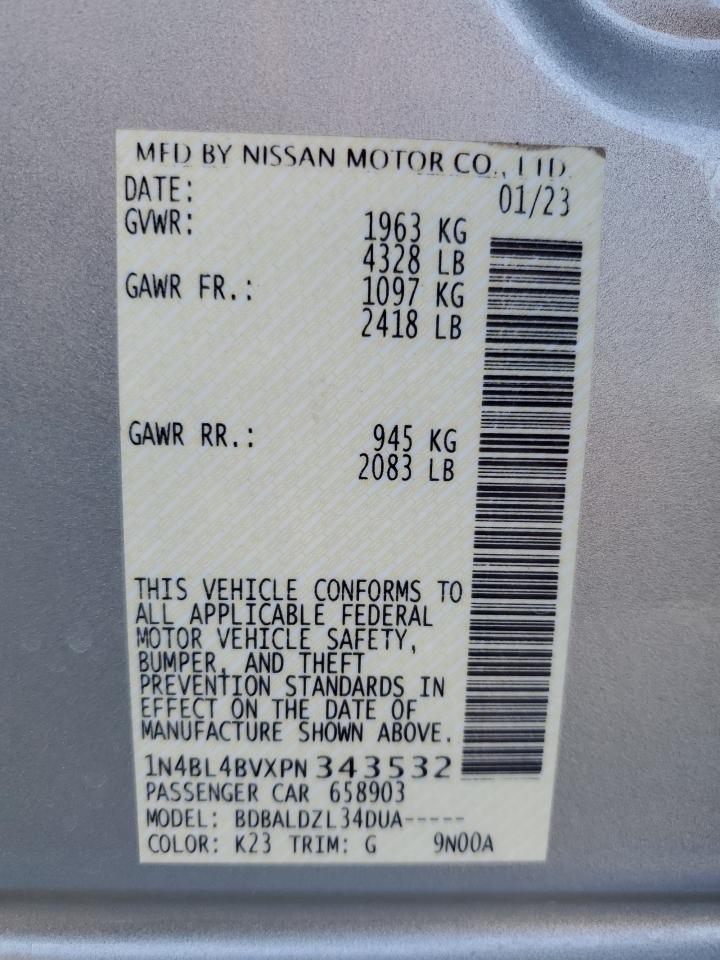 MFD BY NISSAN MOTOR CO., LTD.
DATE: 01/23
GVWR: 1963 KG
4328 LB
GAWR FR.: 1097 KG
2418 LB
GAWR RR.: 945 KG
2083 LB
THIS VEHICLE CONFORMS TO
ALL APPLICABLE FEDERAL
MOTOR VEHICLE SAFETY,
BUMPER, AND THEFT
PREVENTION STANDARDS IN
EFFECT ON THE DATE OF
MANUFACTURE SHOWN ABOVE.
1N4BL4BVXPN343532
PASSENGER CAR 658903
MODEL: BDBALDZL34DUA-----
COLOR: K23 TRIM: G 9N00A